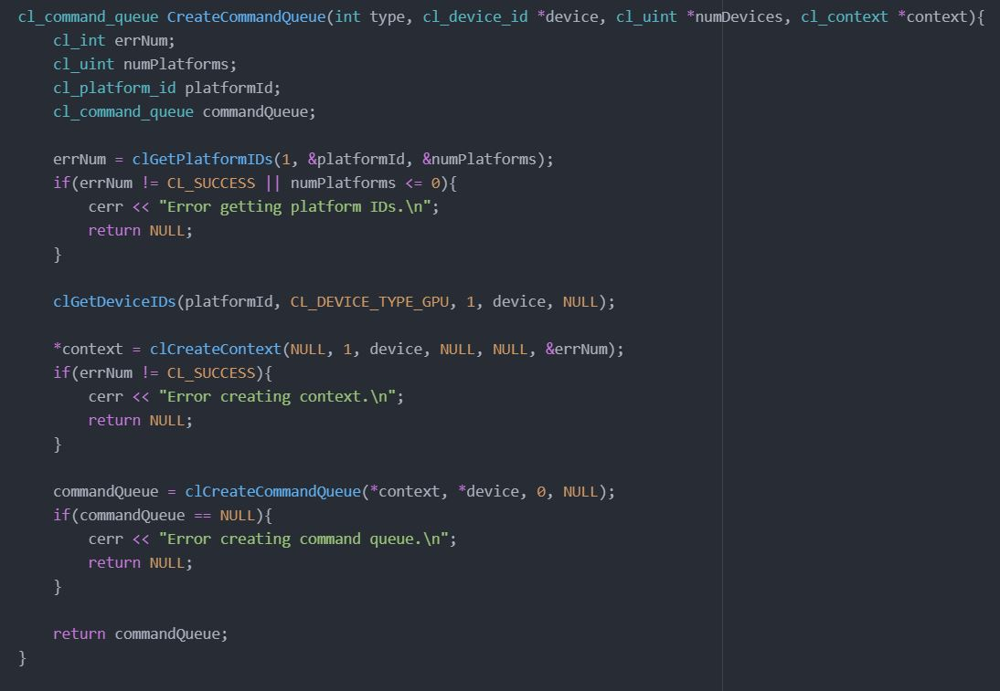 cl_command_queue CreateCommandQueue(int type, cl_device_id *device, cl_uint *numDevices, cl_context *context){
    cl_int errNum;
    cl_uint numPlatforms;
    cl_platform_id platformId;
    cl_command_queue commandQueue;

    errNum = clGetPlatformIDs(1, &platformId, &numPlatforms);
    if(errNum != CL_SUCCESS || numPlatforms <= 0){
        cerr << "Error getting platform IDs.\n";
        return NULL;
    }

    clGetDeviceIDs(platformId, CL_DEVICE_TYPE_GPU, 1, device, NULL);

    *context = clCreateContext(NULL, 1, device, NULL, NULL, &errNum);
    if(errNum != CL_SUCCESS){
        cerr << "Error creating context.\n";
        return NULL;
    }

    commandQueue = clCreateCommandQueue(*context, *device, 0, NULL);
    if(commandQueue == NULL){
        cerr << "Error creating command queue.\n";
        return NULL;
    }

    return commandQueue;
}